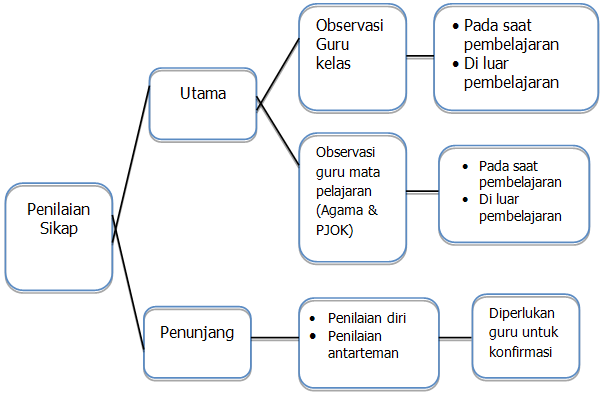 Penilaian
Sikap
Utama
Observasi
Guru
kelas
• Pada saat
pembelajaran
• Di luar
pembelajaran
Observasi
guru mata
pelajaran
(Agama &
PJOK)
• Pada saat
pembelajaran
• Di luar
pembelajaran
Penunjang
• Penilaian diri
• Penilaian
antarteman
Diperlukan
guru untuk
konfirmasi